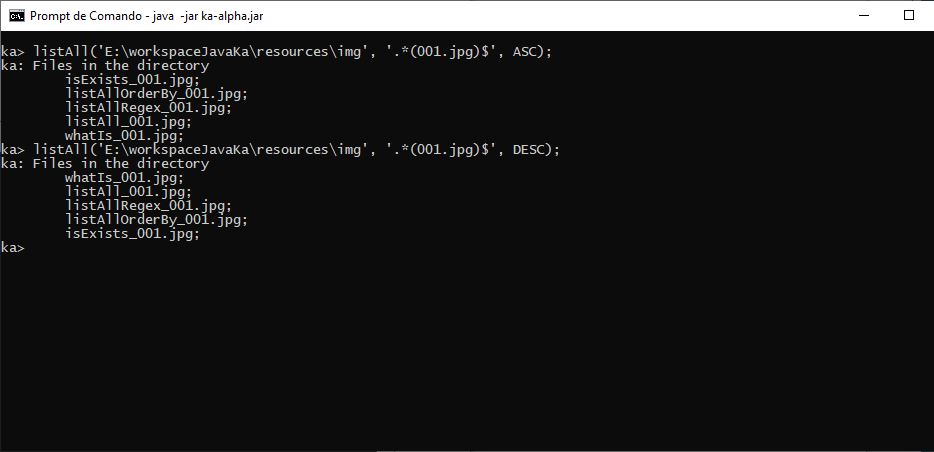 Prompt de Comando - java  -jar ka-alpha.jar
ka> listAll('E:\workspaceJavaKa\resources\img', '.*(001.jpg)$', ASC);
ka: Files in the directory
        isExists_001.jpg;
        listAllOrderBy_001.jpg;
        listAllRegex_001.jpg;
        listAll_001.jpg;
        whatIs_001.jpg;
ka> listAll('E:\workspaceJavaKa\resources\img', '.*(001.jpg)$', DESC);
ka: Files in the directory
        whatIs_001.jpg;
        listAll_001.jpg;
        listAllRegex_001.jpg;
        listAllOrderBy_001.jpg;
        isExists_001.jpg;
ka>